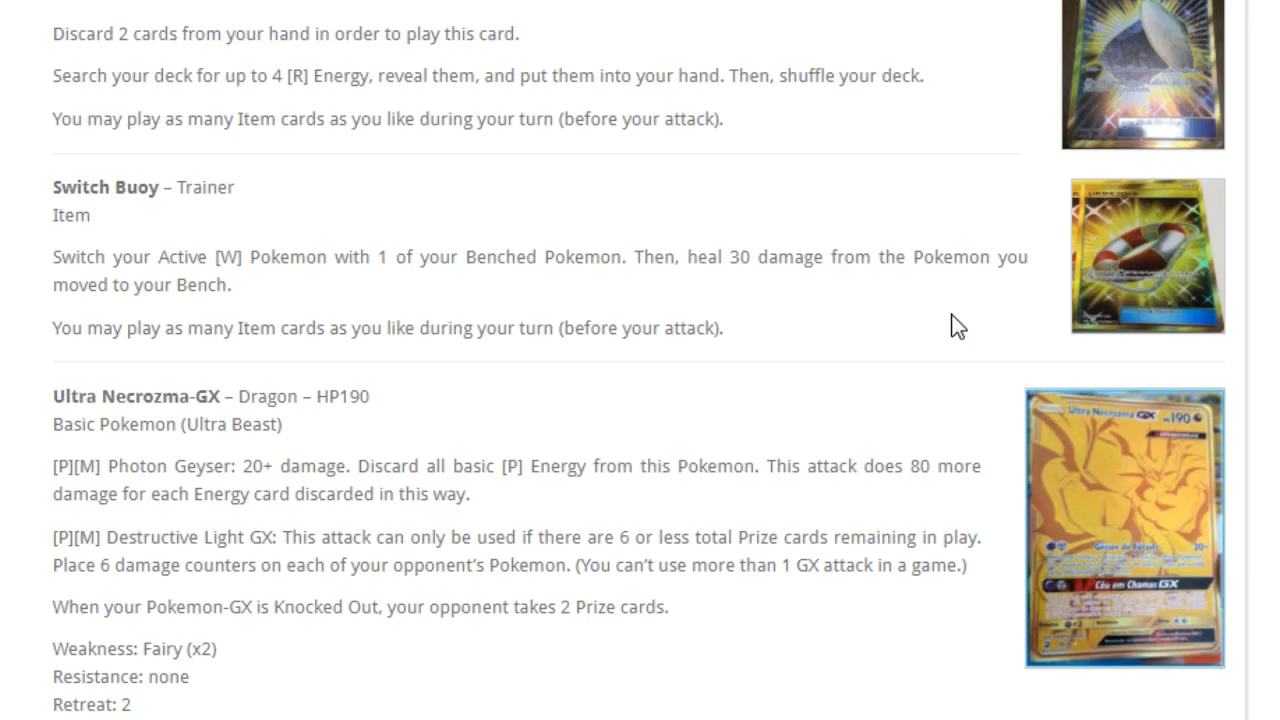 Discard 2 cards from your hand in order to play this card.
Search your deck for up to 4 [R] Energy, reveal them, and put them into your hand. Then, shuffle your deck.
You may play as many Item cards as you like during your turn (before your attack).
Switch Buoy – Trainer
Item
Switch your Active [W] Pokemon with 1 of your Benched Pokemon. Then, heal 30 damage from the Pokemon you
moved to your Bench.
You may play as many Item cards as you like during your turn (before your attack).
Ultra Necrozma-GX – Dragon – HP190
Basic Pokemon (Ultra Beast)
[P][M] Photon Geyser: 20+ damage. Discard all basic [P] Energy from this Pokemon. This attack does 80 more
damage for each Energy card discarded in this way.
[P][M] Destructive Light GX: This attack can only be used if there are 6 or less total Prize cards remaining in play.
Place 6 damage counters on each of your opponent’s Pokemon. (You can’t use more than 1 GX attack in a game.)
When your Pokemon-GX is Knocked Out, your opponent takes 2 Prize cards.
Weakness: Fairy (x2)
Resistance: none
Retreat: 2
Ultra Necrozma GX 190
Gêiser de Fótons 20+
Céu em Chamas GX